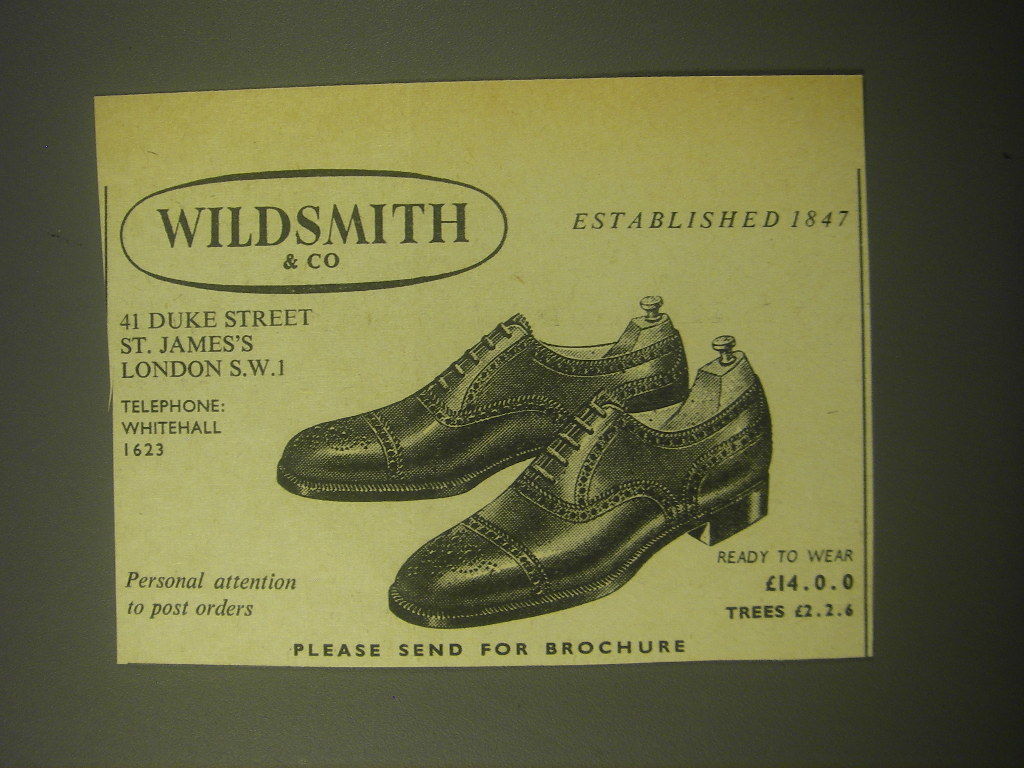 WILDSMITH
& CO
ESTABLISHED 1847
41 DUKE STREET
ST. JAMES'S
LONDON S.W.1
TELEPHONE:
WHITEHALL
1623
Personal attention
to post orders
READY TO WEAR
£14.0.0
TREES £2.2.6
PLEASE SEND FOR BROCHURE